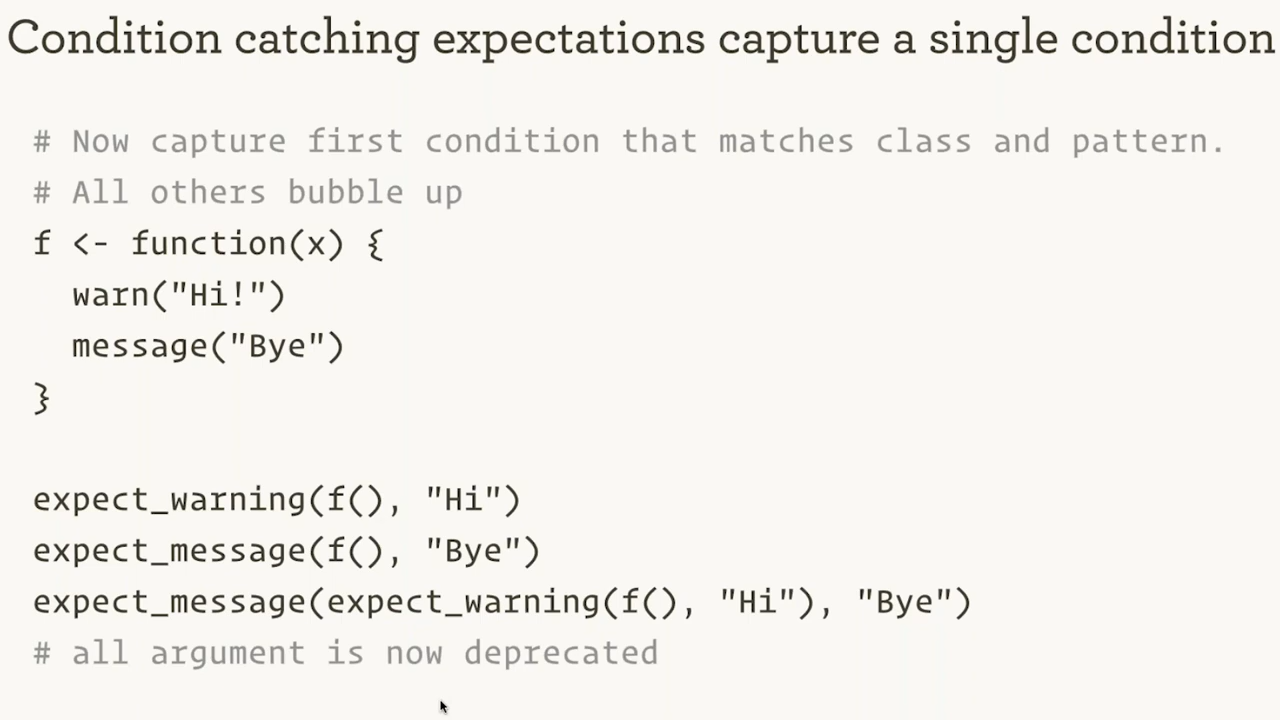 Condition catching expectations capture a single condition
# Now capture first condition that matches class and pattern.
# All others bubble up
f <- function(x) {
  warn("Hi!")
  message("Bye")
}
expect_warning(f(), "Hi")
expect_message(f(), "Bye")
expect_message(expect_warning(f(), "Hi"), "Bye")
# all argument is now deprecated